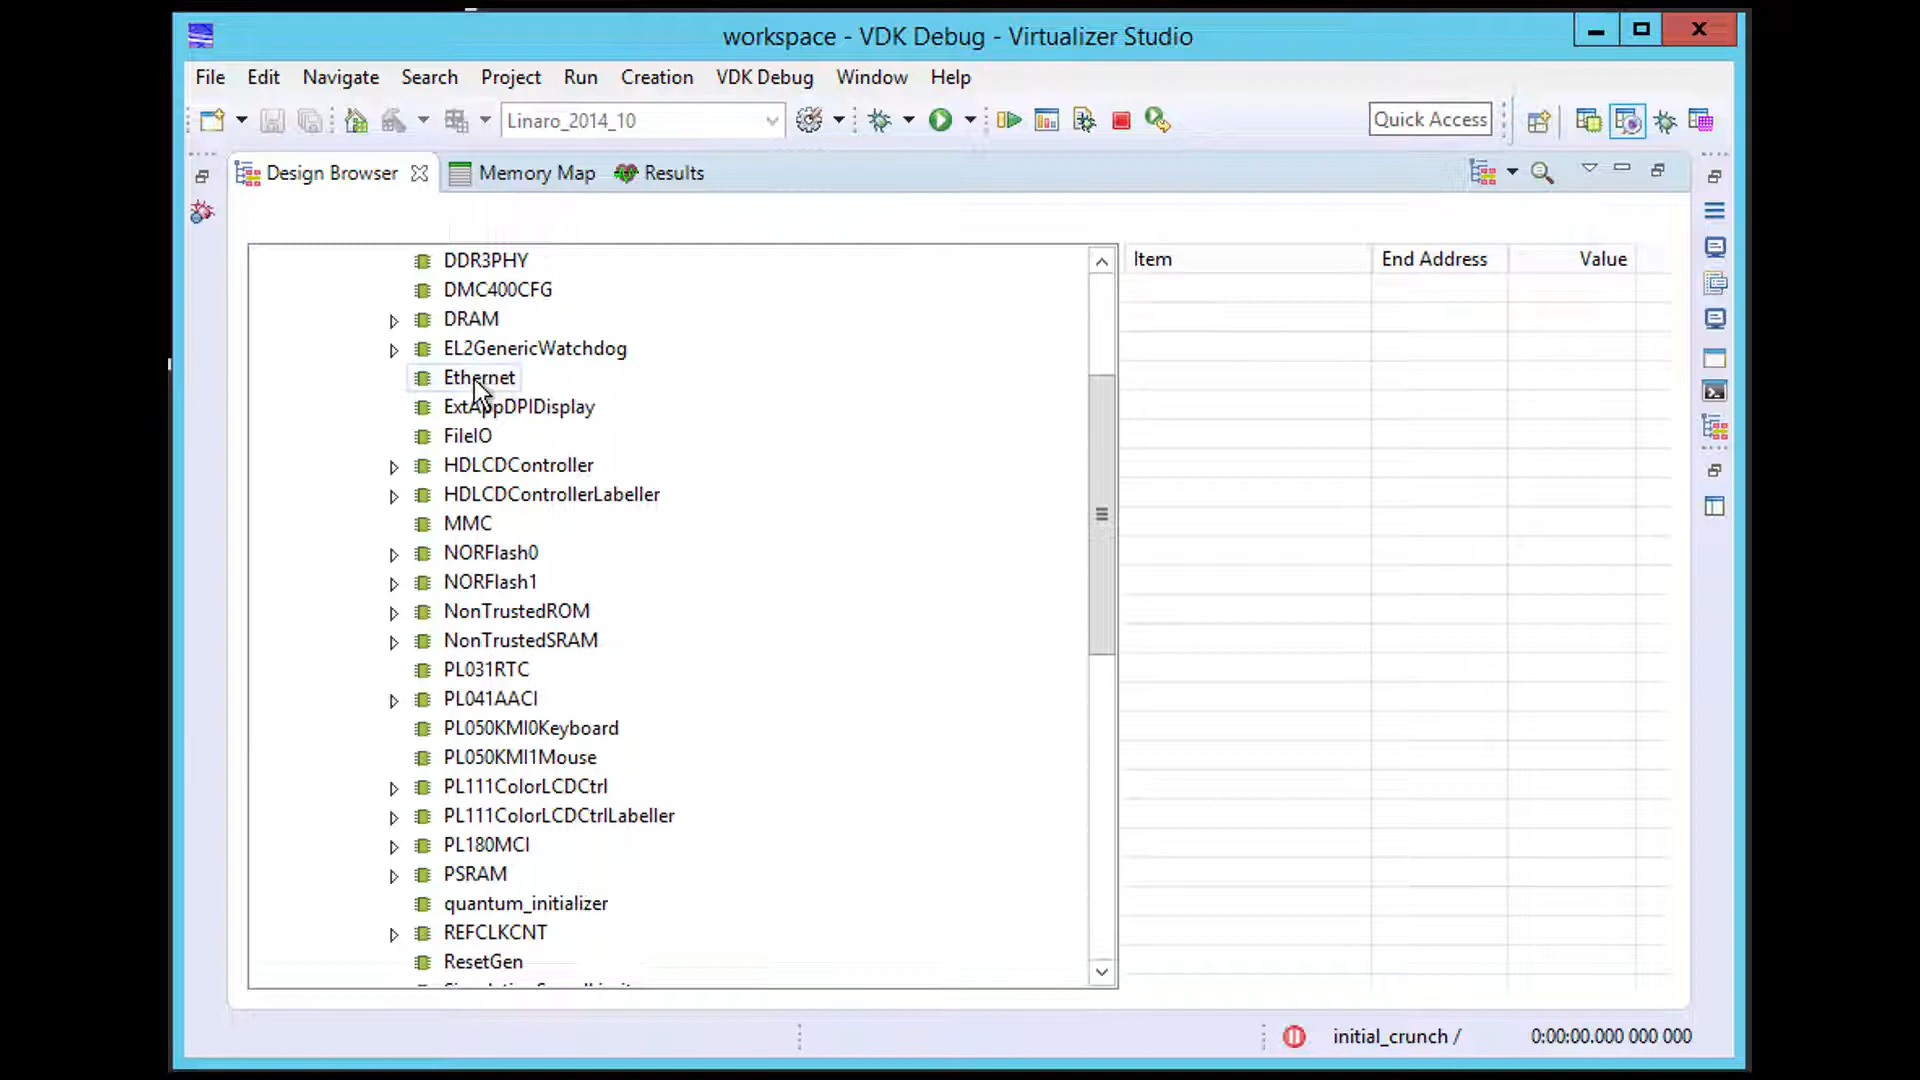 workspace - VDK Debug - Virtualizer Studio
File Edit Navigate Search Project Run Creation VDK Debug Window Help
Linaro_2014_10 Quick Access
Design Browser Memory Map Results
Item End Address Value
DDR3PHY
DMC400CFG
DRAM
EL2GenericWatchdog
Ethernet
ExtAppDPIDisplay
FileIO
HDLCDController
HDLCDControllerLabeller
MMC
NORFlash0
NORFlash1
NonTrustedROM
NonTrustedSRAM
PL031RTC
PL041AACI
PL050KMI0Keyboard
PL050KMI1Mouse
PL111ColorLCDCtrl
PL111ColorLCDCtrlLabeller
PL180MCI
PSRAM
quantum_initializer
REFCLKCNT
ResetGen
initial_crunch / 0:00:00.000 000 000